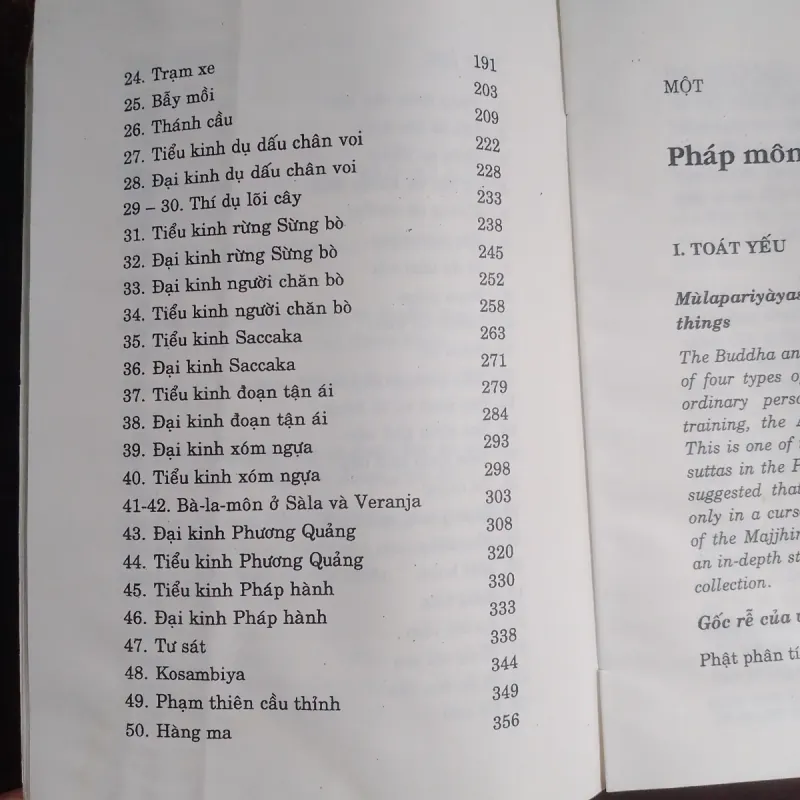 24. Trạm xe 191
25. Bẫy mồi 203
26. Thánh cầu 209
27. Tiểu kinh dụ dấu chân voi 222
28. Đại kinh dụ dấu chân voi 228
29 – 30. Thí dụ lõi cây 233
31. Tiểu kinh rừng Sừng bò 238
32. Đại kinh rừng Sừng bò 245
33. Đại kinh người chăn bò 252
34. Tiểu kinh người chăn bò 258
35. Tiểu kinh Saccaka 263
36. Đại kinh Saccaka 271
37. Tiểu kinh đoạn tận ái 279
38. Đại kinh đoạn tận ái 284
39. Đại kinh xóm ngựa 293
40. Tiểu kinh xóm ngựa 298
41-42. Bà-la-môn ở Sàla và Veranja 303
43. Đại kinh Phương Quảng 308
44. Tiểu kinh Phương Quảng 320
45. Tiểu kinh Pháp hành 330
46. Đại kinh Pháp hành 333
47. Tư sát 338
48. Kosambiya 344
49. Phạm thiên cầu thỉnh 349
50. Hàng ma 356
MỘT
Pháp môn
I. TOÁT YẾU
Mùlapariyàyas
things
The Buddha an
of four types o
ordinary perso
training, the
This is one of
suttas in the P
suggested that
only in a curs
of the Majjhim
an in-depth st
collection.
Gốc rễ của
Phật phân tí